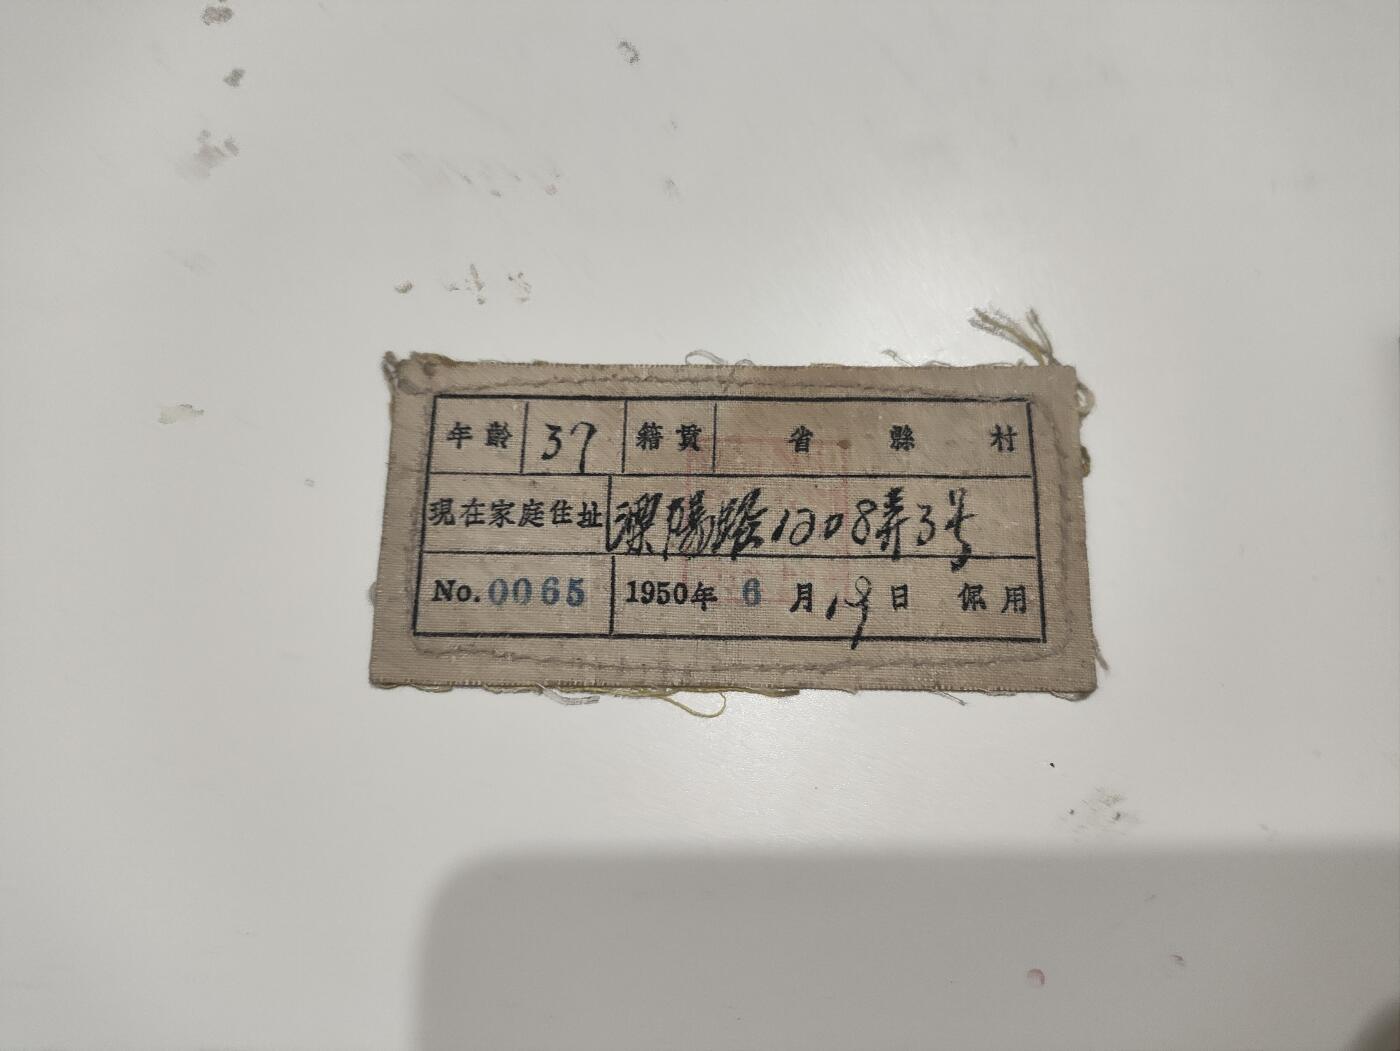 年齡 37 籍貫 省 縣 村
現在家庭住址 溧陽路1208弄3号
No. 0065 1950年 6 月 19 日 佩用